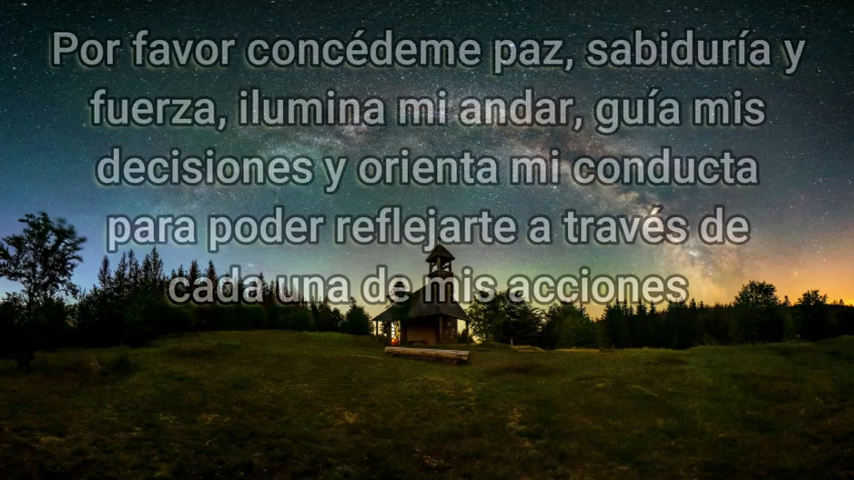 Por favor concédeme paz, sabiduría y
fuerza, ilumina mi andar, guía mis
decisiones y orienta mi conducta
para poder reflejarte a través de
cada una de mis acciones